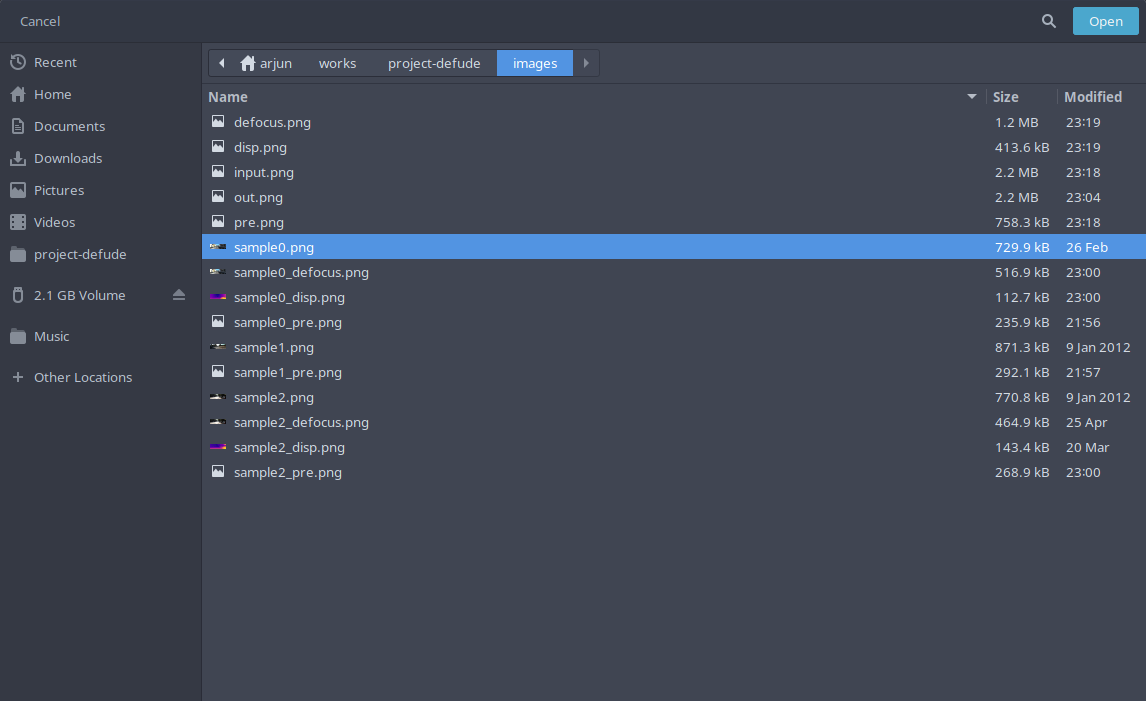 Cancel Open
Recent
Home
Documents
Downloads
Pictures
Videos
project-defude
2.1 GB Volume
Music
Other Locations
arjun works project-defude images
Name Size Modified
defocus.png 1.2 MB 23:19
disp.png 413.6 kB 23:19
input.png 2.2 MB 23:18
out.png 2.2 MB 23:04
pre.png 758.3 kB 23:18
sample0.png 729.9 kB 26 Feb
sample0_defocus.png 516.9 kB 23:00
sample0_disp.png 112.7 kB 23:00
sample0_pre.png 235.9 kB 21:56
sample1.png 871.3 kB 9 Jan 2012
sample1_pre.png 292.1 kB 21:57
sample2.png 770.8 kB 9 Jan 2012
sample2_defocus.png 464.9 kB 25 Apr
sample2_disp.png 143.4 kB 20 Mar
sample2_pre.png 268.9 kB 23:00